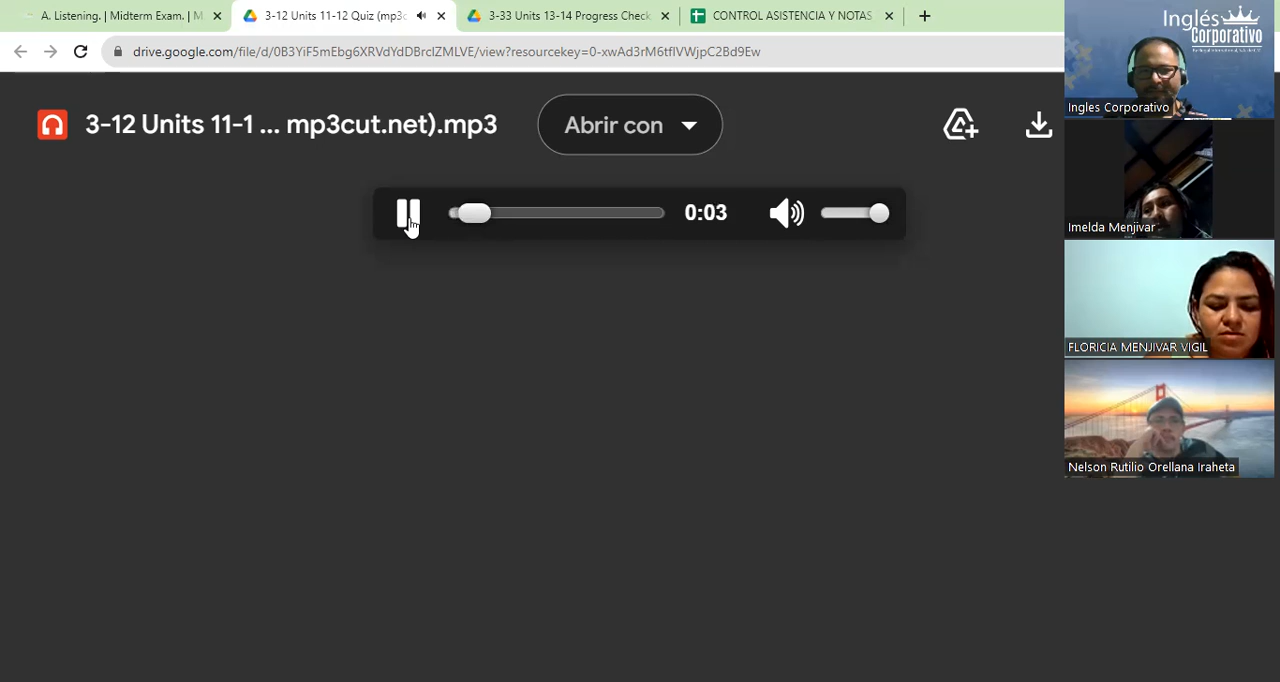 A. Listening. | Midterm Exam. | M
3-12 Units 11-12 Quiz (mp3c
3-33 Units 13-14 Progress Check
CONTROL ASISTENCIA Y NOTAS
drive.google.com/file/d/0B3YiF5mEbg6XRVdYdDBrclZMLVE/view?resourcekey=0-xwAd3rM6tflVWjpC2Bd9Ew
3-12 Units 11-1 ... mp3cut.net).mp3
Abrir con
0:03
Inglés
Corporativo
Ingles Corporativo
Imelda Menjivar
FLORICIA MENJIVAR VIGIL
Nelson Rutilio Orellana Iraheta